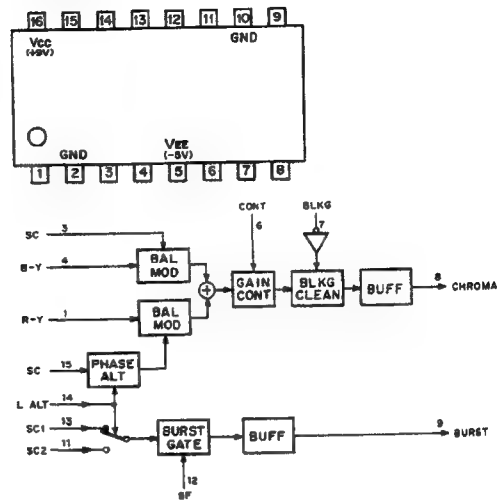 16 15 14 13 12 11 10 9
VCC GND
(+9V)
GND VEE
(-5V)
1 2 3 4 5 6 7 8
CONT BLKG
SC 3 6 7
B-Y 4 BAL MOD
GAIN CONT BLKG CLEAN BUFF 8 CHROMA
R-Y 1 BAL MOD
SC 15 PHASE ALT
L ALT 14
SC1 13
SC2 11
BURST GATE BUFF 9 BURST
12
BF